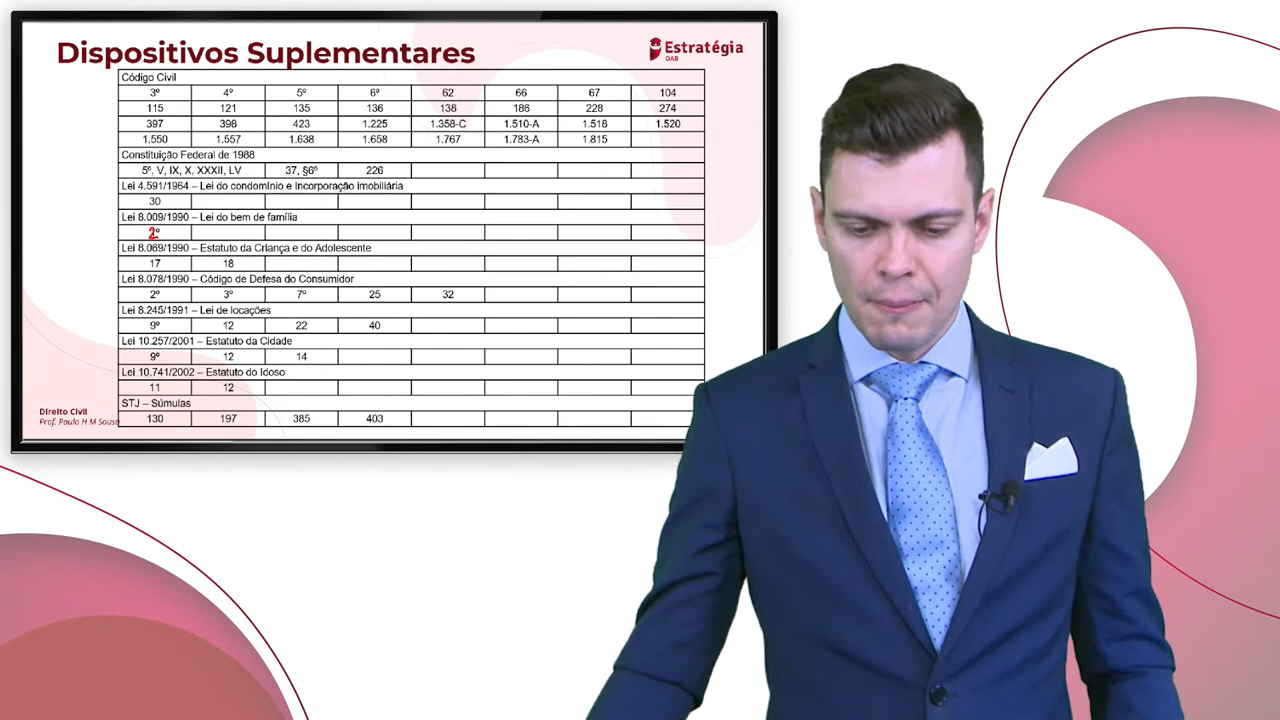 Dispositivos Suplementares
Estratégia
OAB
Código Civil
3º 4º 5º 6º 62 66 67 104
115 121 135 136 138 186 228 274
397 398 423 1.225 1.358-C 1.510-A 1.518 1.520
1.550 1.557 1.638 1.658 1.767 1.783-A 1.815
Constituição Federal de 1988
5º, V, IX, X, XXXII, LV 37, §6º 226
Lei 4.591/1964 – Lei do condomínio e Incorporação imobiliária
30
Lei 8.009/1990 – Lei do bem de família
2º
Lei 8.069/1990 – Estatuto da Criança e do Adolescente
17 18
Lei 8.078/1990 – Código de Defesa do Consumidor
2º 3º 7º 25 32
Lei 8.245/1991 – Lei de locações
9º 12 22 40
Lei 10.257/2001 – Estatuto da Cidade
9º 12 14
Lei 10.741/2002 – Estatuto do Idoso
11 12
STJ – Súmulas
130 197 385 403
Direito Civil
Prof. Paulo H M Sousa